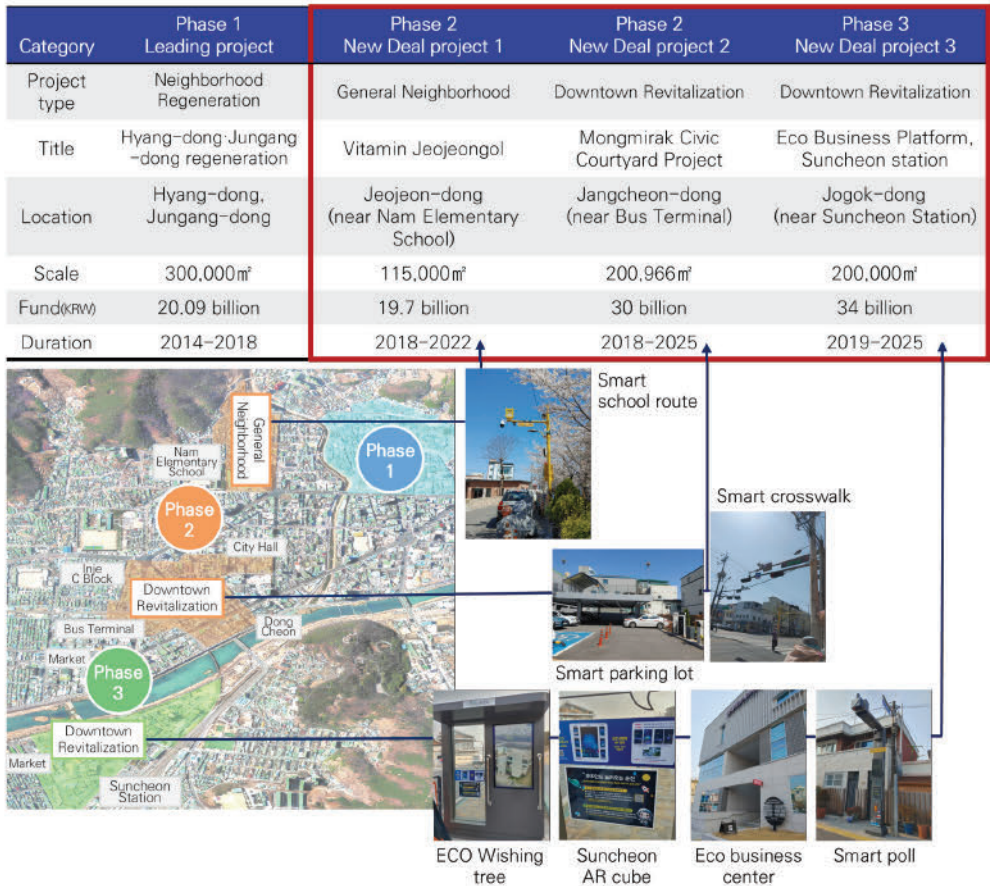 Category
Phase 1
Leading project
Phase 2
New Deal project 1
Phase 2
New Deal project 2
Phase 3
New Deal project 3
Project
type
Neighborhood
Regeneration
General Neighborhood
Downtown Revitalization
Downtown Revitalization
Title
Hyang-dong·Jungang
-dong regeneration
Vitamin Jeojeongol
Mongmirak Civic
Courtyard Project
Eco Business Platform,
Suncheon station
Location
Hyang-dong,
Jungang-dong
Jeojeon-dong
(near Nam Elementary
School)
Jangcheon-dong
(near Bus Terminal)
Jogok-dong
(near Suncheon Station)
Scale
300,000㎡
115,000㎡
200,966㎡
200,000㎡
Fund(KRW)
20.09 billion
19.7 billion
30 billion
34 billion
Duration
2014-2018
2018-2022
2018-2025
2019-2025
General
Neighborhood
Nam
Elementary
School
Phase
1
Phase
2
City Hall
Inje
C Block
Downtown
Revitalization
Bus Terminal
Dong
Cheon
Market
Phase
3
Downtown
Revitalization
Market
Suncheon
Station
Smart
school route
Smart crosswalk
Smart parking lot
ECO Wishing
tree
Suncheon
AR cube
Eco business
center
Smart poll